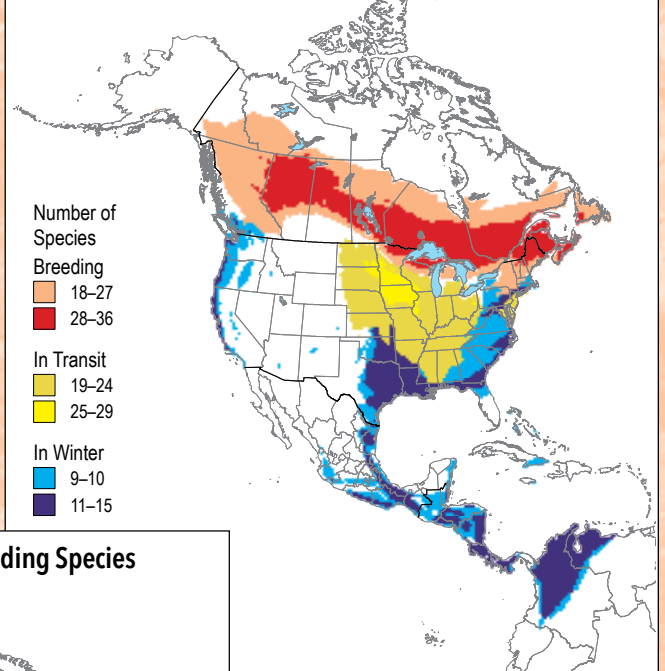 Number of
Species
Breeding
18–27
28–36
In Transit
19–24
25–29
In Winter
9–10
11–15
ding Species